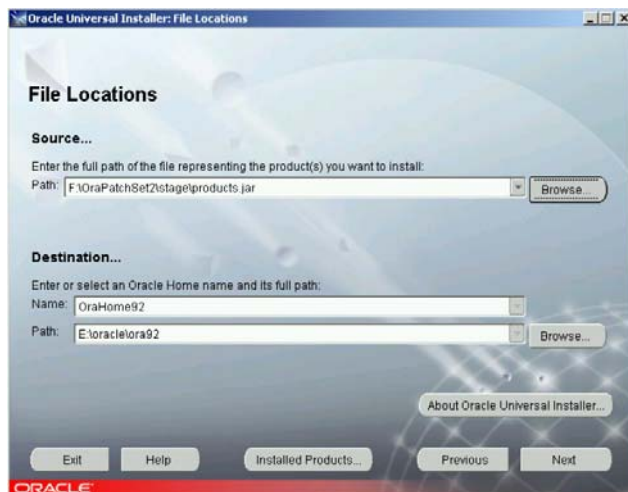 Oracle Universal Installer: File Locations
File Locations
Source...
Enter the full path of the file representing the product(s) you want to install:
Path: F:\OraPatchSet2\stage\products.jar Browse...
Destination...
Enter or select an Oracle Home name and its full path:
Name: OraHome92
Path: E:\oracle\ora92 Browse...
About Oracle Universal Installer...
Exit Help Installed Products... Previous Next
ORACLE